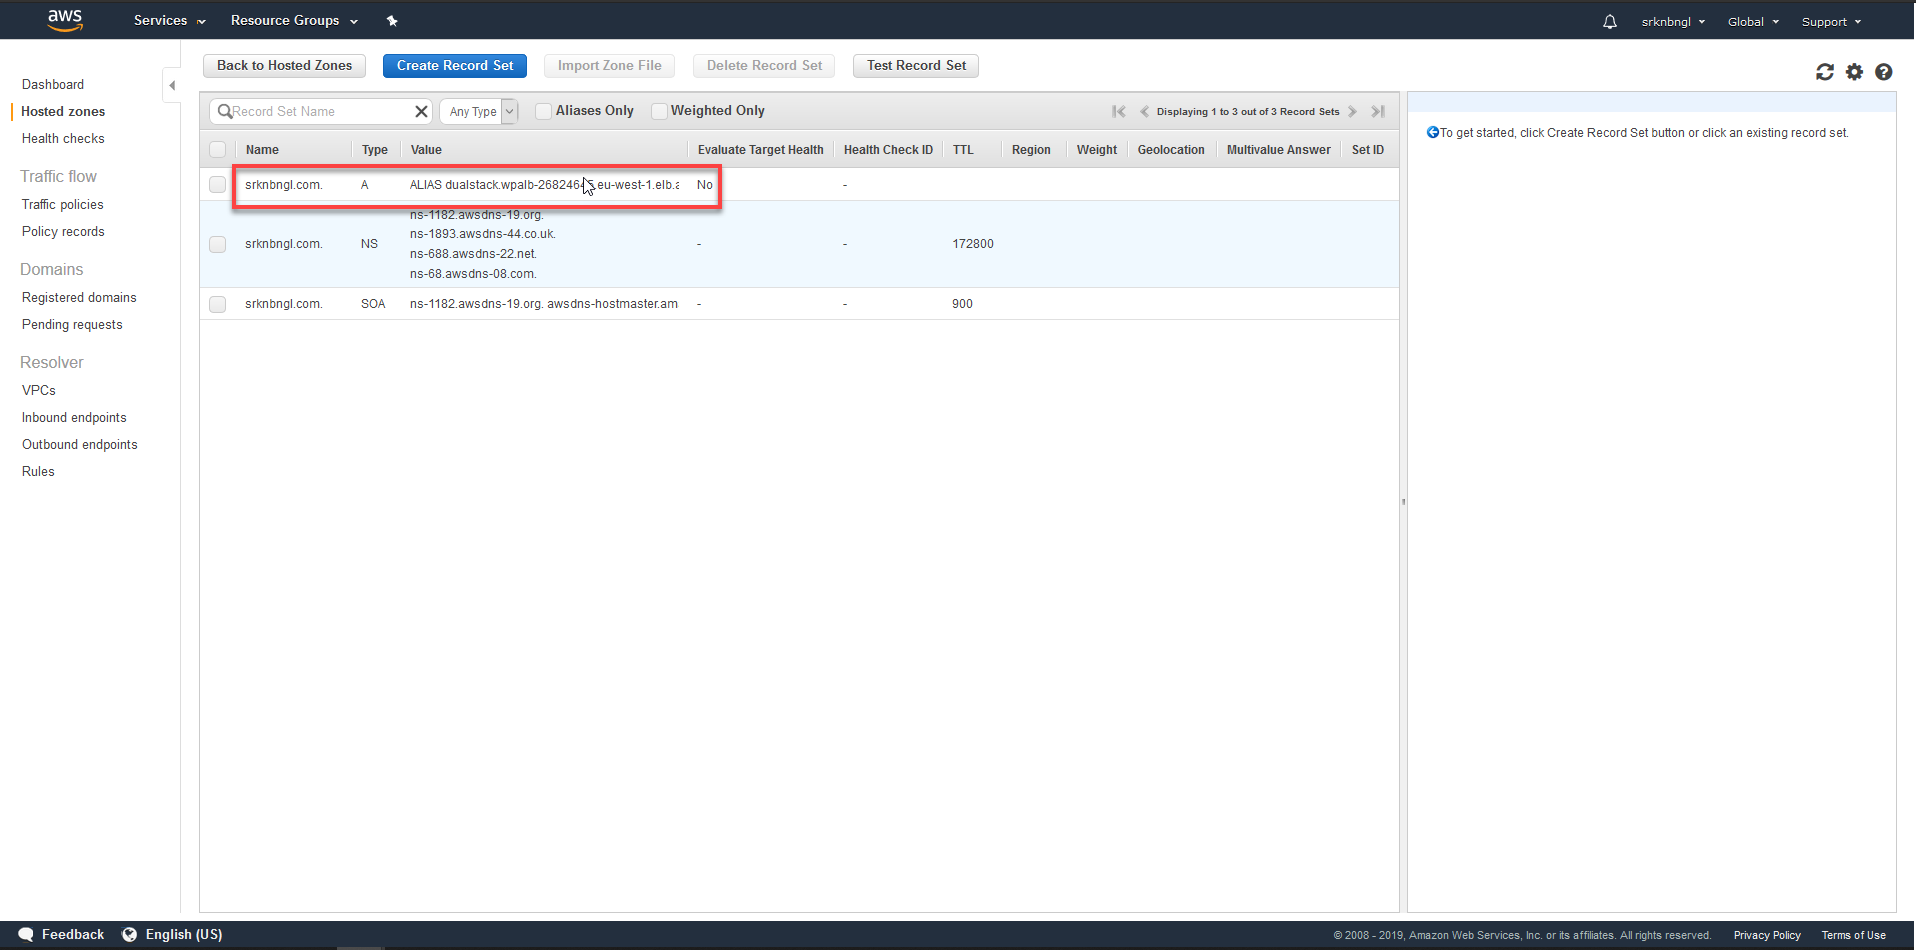 aws Services Resource Groups srknbngl Global Support
Back to Hosted Zones Create Record Set Import Zone File Delete Record Set Test Record Set
Dashboard
Hosted zones
Health checks
Traffic flow
Traffic policies
Policy records
Domains
Registered domains
Pending requests
Resolver
VPCs
Inbound endpoints
Outbound endpoints
Rules
Record Set Name Any Type Aliases Only Weighted Only Displaying 1 to 3 out of 3 Record Sets
Name Type Value Evaluate Target Health Health Check ID TTL Region Weight Geolocation Multivalue Answer Set ID
srknbngl.com. A ALIAS No -
ns-1182.awsdns-19.org.
ns-1893.awsdns-44.co.uk.
srknbngl.com. NS - - 172800
ns-688.awsdns-22.net.
ns-68.awsdns-08.com.
srknbngl.com. SOA ns-1182.awsdns-19.org. awsdns-hostmaster.am - - 900
To get started, click Create Record Set button or click an existing record set.
Feedback English (US) © 2008 - 2019, Amazon Web Services, Inc. or its affiliates. All rights reserved. Privacy Policy Terms of Use